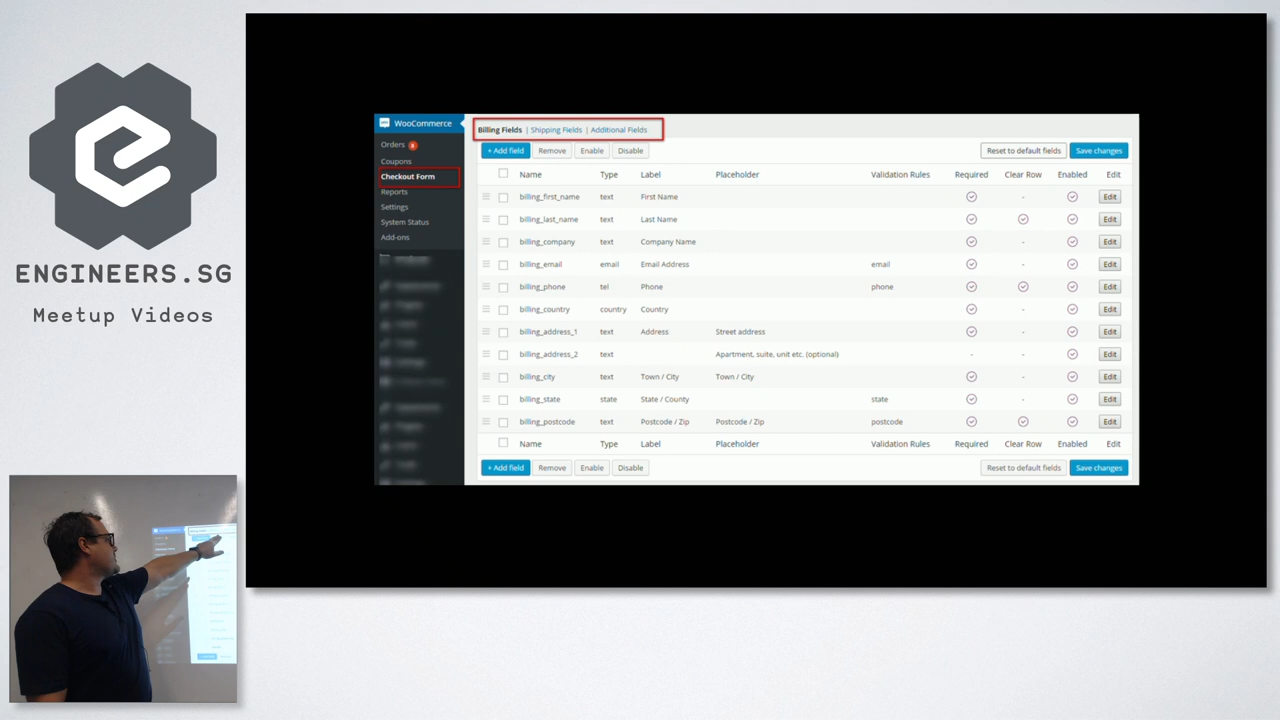 ENGINEERS.SG
Meetup Videos
WooCommerce
Orders 8
Coupons
Checkout Form
Reports
Settings
System Status
Add-ons
Billing Fields | Shipping Fields | Additional Fields
+ Add field Remove Enable Disable Reset to default fields Save changes
Name Type Label Placeholder Validation Rules Required Clear Row Enabled Edit
billing_first_name text First Name - Edit
billing_last_name text Last Name Edit
billing_company text Company Name - Edit
billing_email email Email Address email - Edit
billing_phone tel Phone phone Edit
billing_country country Country - Edit
billing_address_1 text Address Street address - Edit
billing_address_2 text Apartment, suite, unit etc. (optional) - - Edit
billing_city text Town / City Town / City - Edit
billing_state state State / County state - Edit
billing_postcode text Postcode / Zip Postcode / Zip postcode Edit
Name Type Label Placeholder Validation Rules Required Clear Row Enabled Edit
+ Add field Remove Enable Disable Reset to default fields Save changes